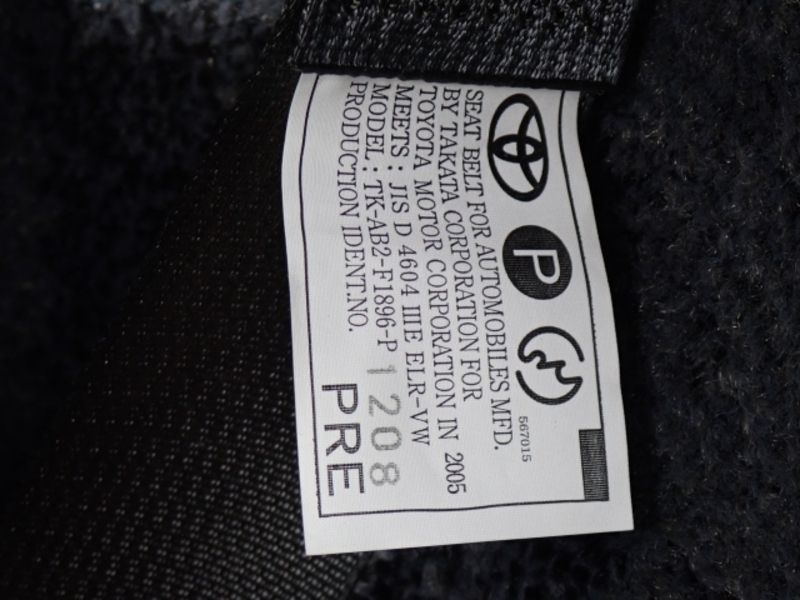 P
567015
SEAT BELT FOR AUTOMOBILES MFD.
BY TAKATA CORPORATION FOR
TOYOTA MOTOR CORPORATION IN 2005
MEETS : JIS D 4604 IIIE ELR-VW
MODEL : TK-AB2-F1896-P
PRODUCTION IDENT.NO. 1208
PRE